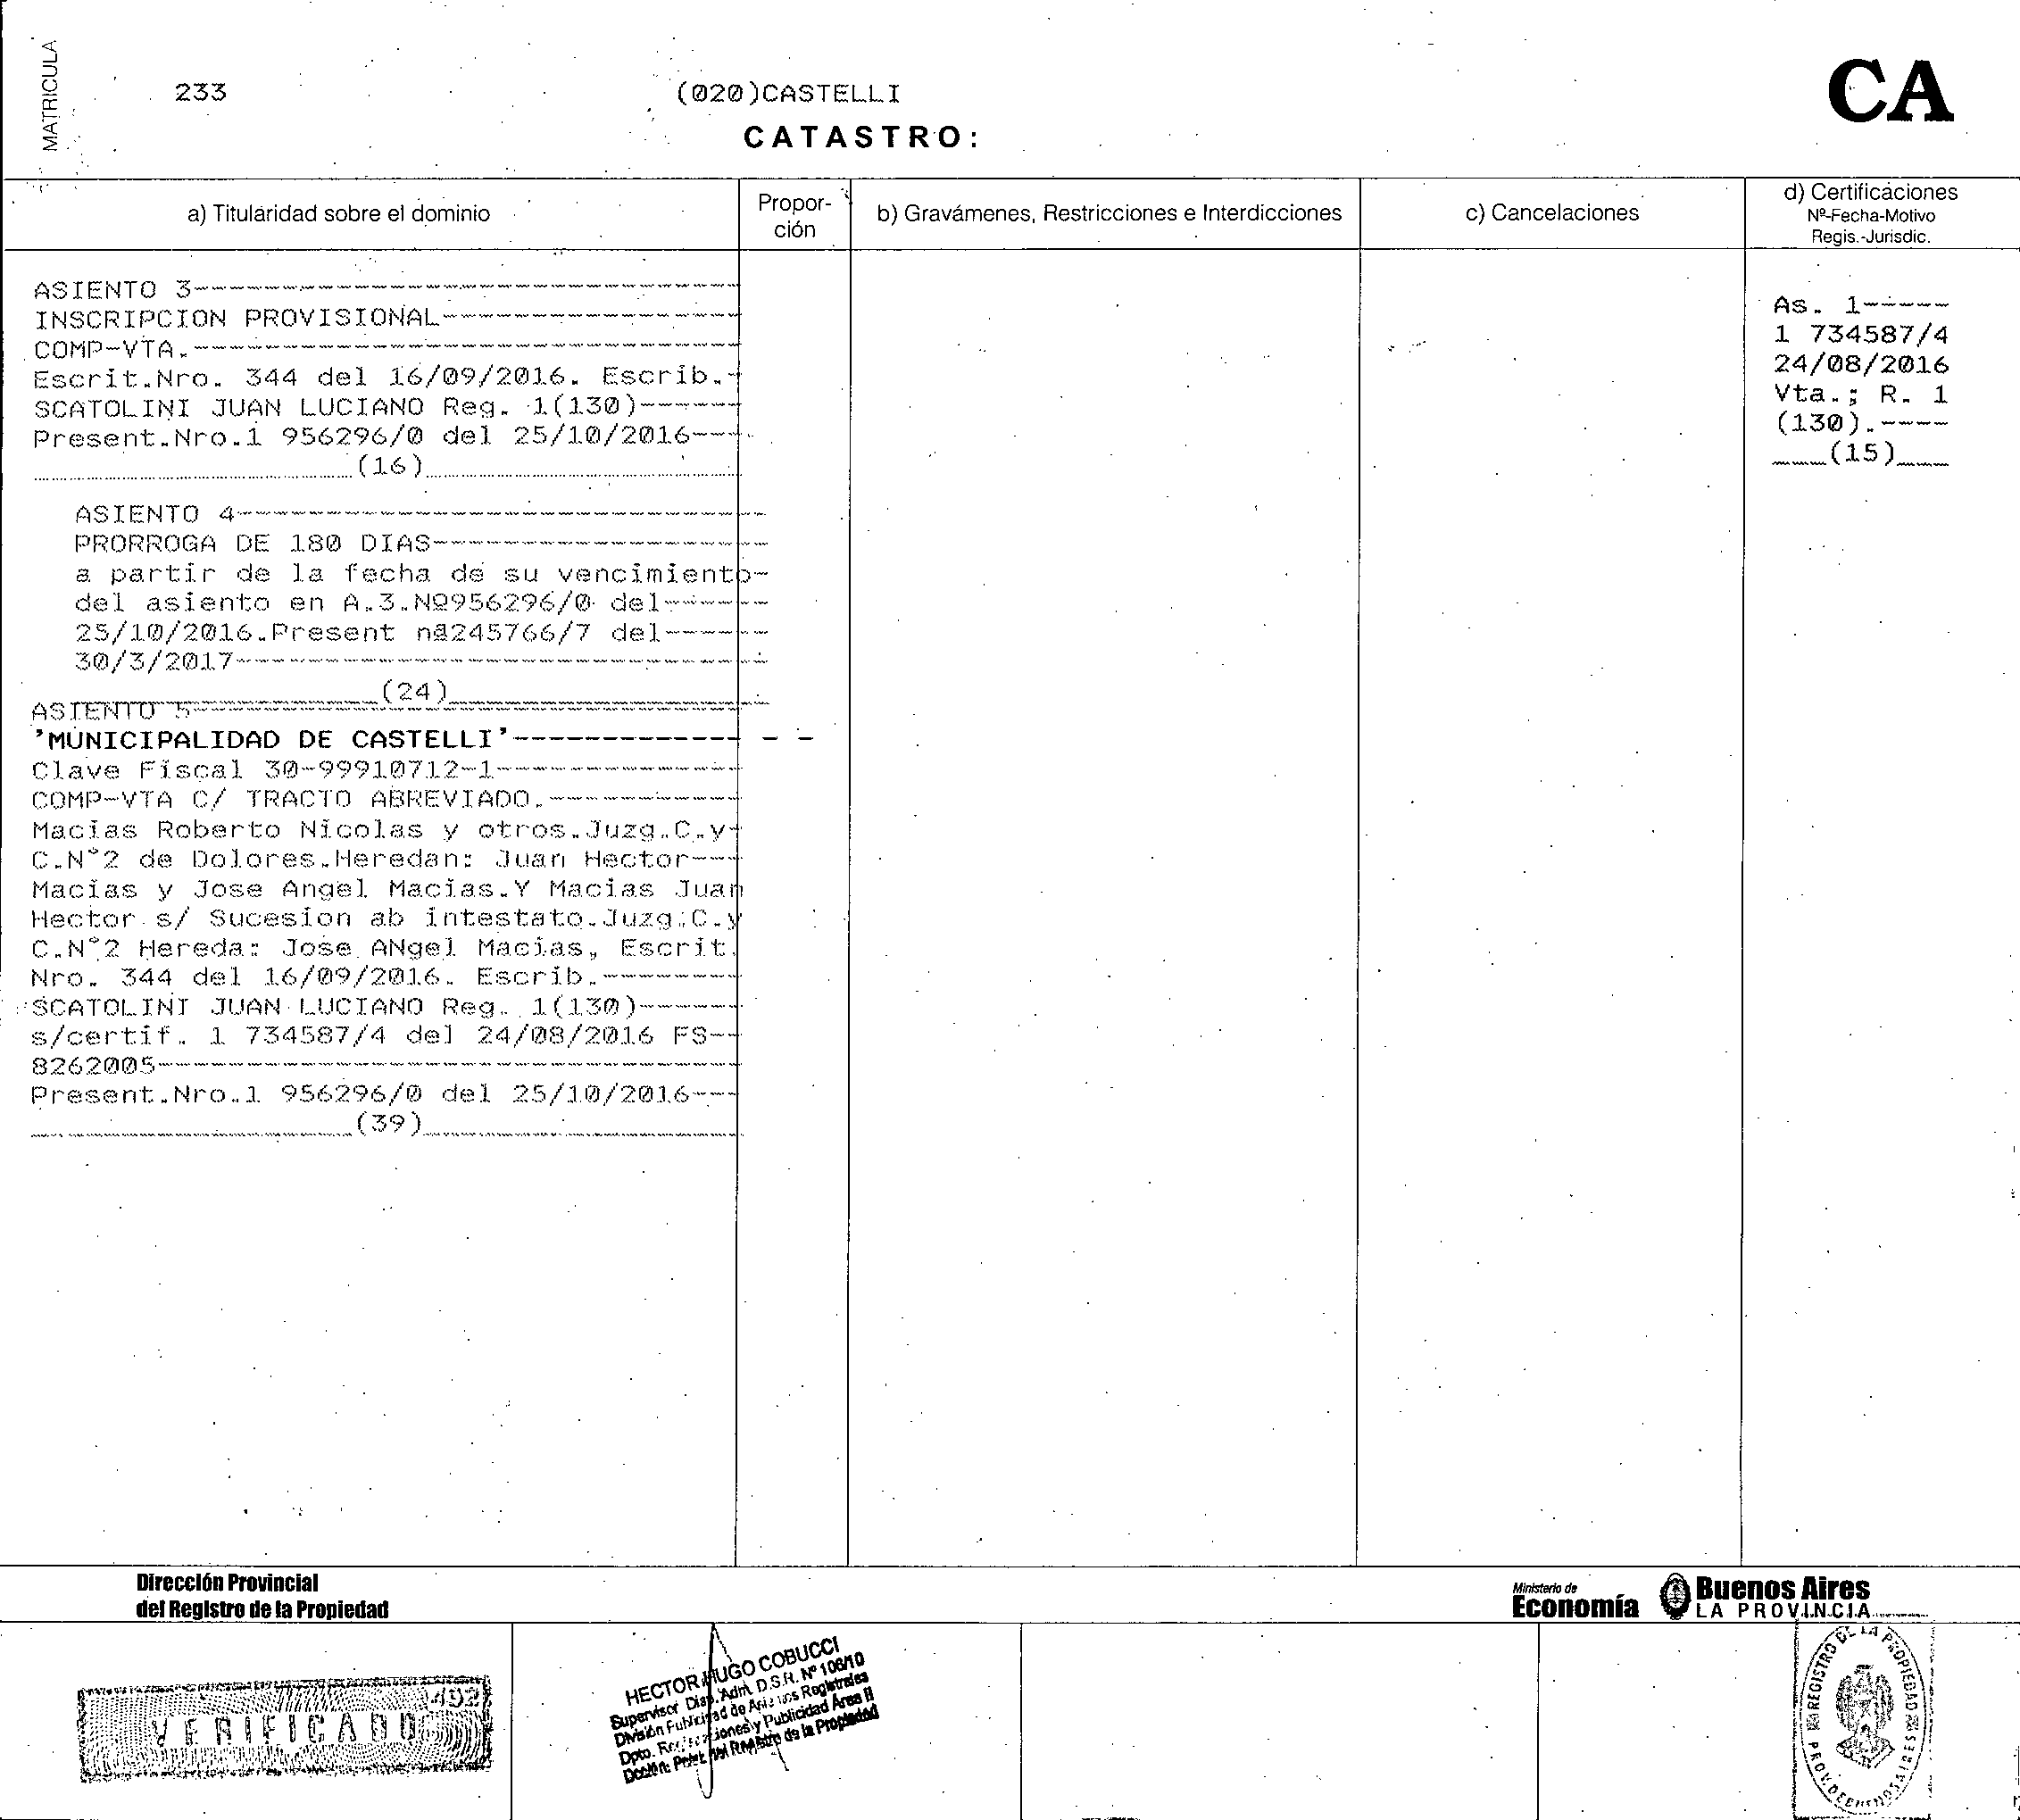 MATRICULA
233
(020)CASTELLI
CA
CATASTRO:
a) Titularidad sobre el dominio
Propor-
ción
b) Gravámenes, Restricciones e Interdicciones
c) Cancelaciones
d) Certificaciones
Nº-Fecha-Motivo
Regis.-Jurisdic.
ASIENTO 3-------------------------------
INSCRIPCION PROVISIONAL-----------------
COMP-VTA.-------------------------------
Escrit.Nro. 344 del 16/09/2016. Escrib.-
SCATOLINI JUAN LUCIANO Reg. 1(130)------
Present.Nro.1 956296/0 del 25/10/2016---
(16)
ASIENTO 4------------------------------
PRORROGA DE 180 DIAS-------------------
a partir de la fecha de su vencimiento-
del asiento en A.3.Nº956296/0 del------
25/10/2016.Present nª245766/7 del------
30/3/2017------------------------------
(24)
ASIENTO 5-------------------------------
'MUNICIPALIDAD DE CASTELLI'------------- - -
Clave Fiscal 30-99910712-1--------------
COMP-VTA C/ TRACTO ABREVIADO.-----------
Macias Roberto Nicolas y otros.Juzg.C.y-
C.N°2 de Dolores.Heredan: Juan Hector---
Macias y Jose Angel Macias.Y Macias Juan
Hector s/ Sucesion ab intestato.Juzg.C.y
C.N°2 Hereda: Jose ANgel Macias, Escrit.
Nro. 344 del 16/09/2016. Escrib.--------
SCATOLINI JUAN LUCIANO Reg. 1(130)------
s/certif. 1 734587/4 del 24/08/2016 FS--
8262005---------------------------------
Present.Nro.1 956296/0 del 25/10/2016---
(39)
As. 1-----
1 734587/4
24/08/2016
Vta.; R. 1
(130).----
___(15)___
Dirección Provincial
del Registro de la Propiedad
Ministerio de
Economía
Buenos Aires
LA PROVINCIA
492
VERIFICADO
HECTOR HUGO COBUCCI
Supervisor Disp. Adm. D.S.R. Nº 106/10
División Publicidad de Asientos Registrales
Dpto. Registraciones y Publicidad Area II
Dcción. Pcial. del Registro de la Propiedad
REGISTRO DE LA PROPIEDAD
PROV. DE BUENOS AIRES